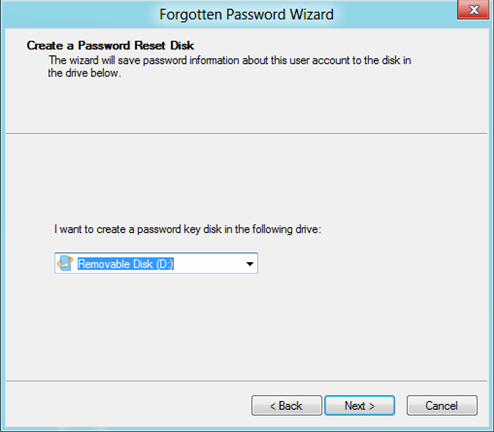 Forgotten Password Wizard
Create a Password Reset Disk
The wizard will save password information about this user account to the disk in
the drive below.
I want to create a password key disk in the following drive:
Removable Disk (D:)
< Back Next > Cancel